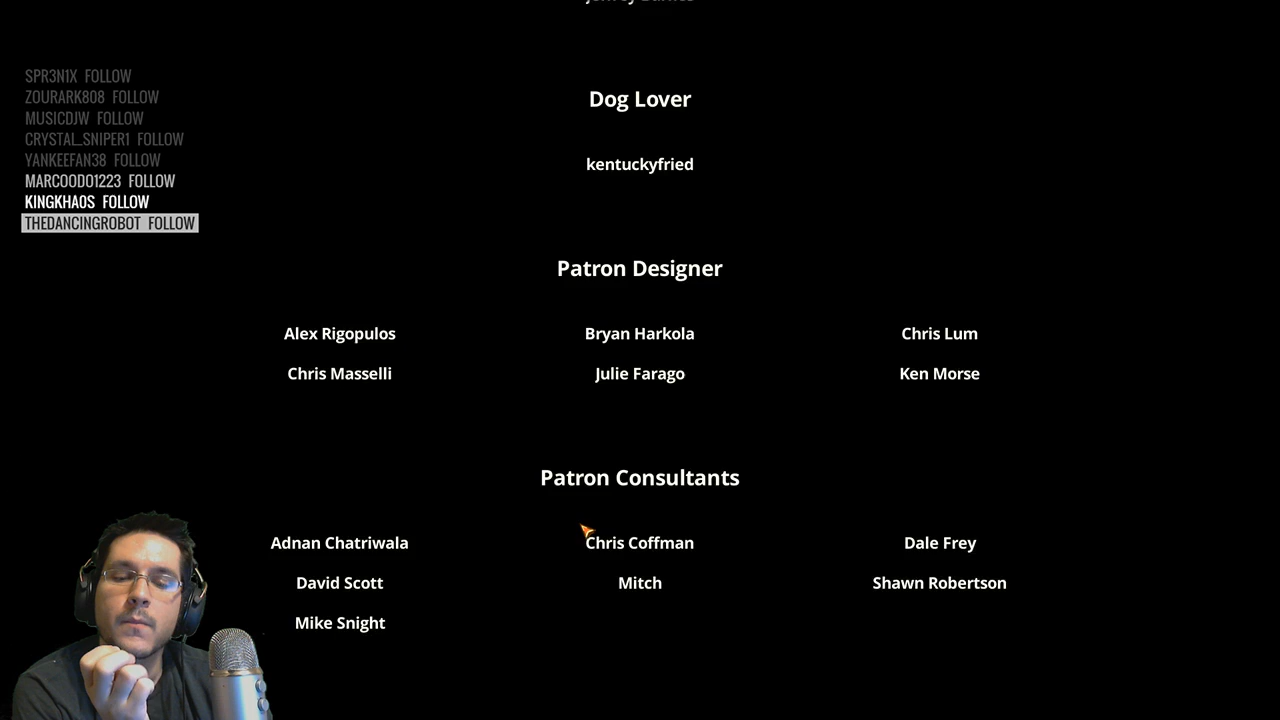 Dog Lover
kentuckyfried
SPR3N1X FOLLOW
ZOURARK808 FOLLOW
MUSICDJW FOLLOW
CRYSTAL_SNIPER1 FOLLOW
YANKEEFAN38 FOLLOW
MARCOODO1223 FOLLOW
KINGKHAOS FOLLOW
THEDANCINGROBOT FOLLOW
Patron Designer
Alex Rigopulos Bryan Harkola Chris Lum
Chris Masselli Julie Farago Ken Morse
Patron Consultants
Adnan Chatriwala Chris Coffman Dale Frey
David Scott Mitch Shawn Robertson
Mike Snight